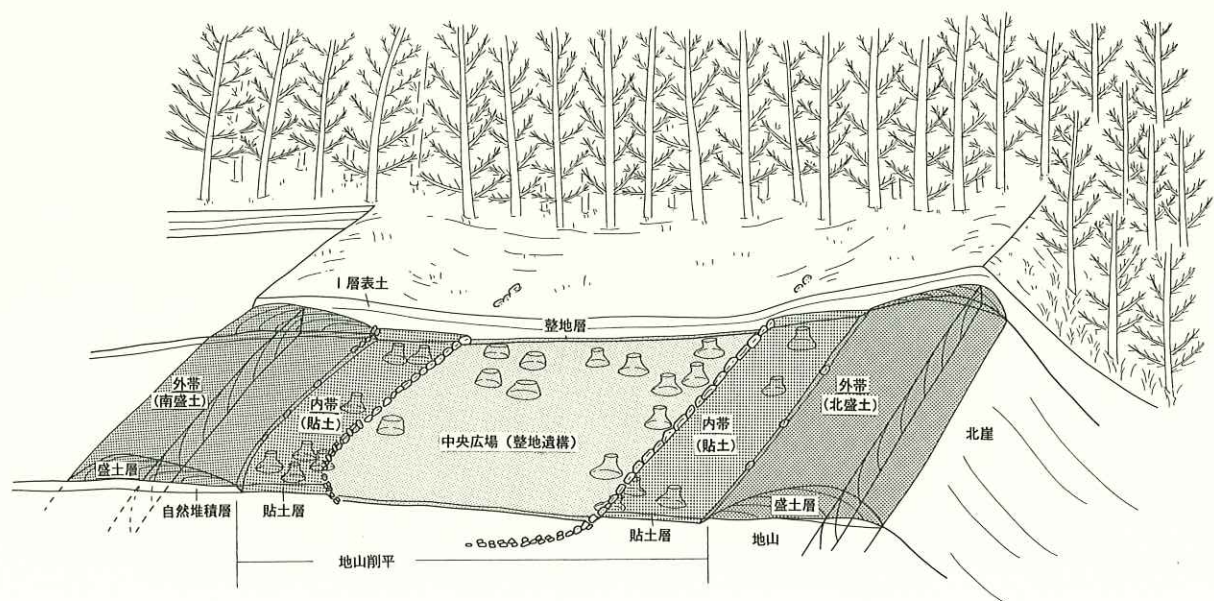 I 層表土
整地層
外帯
(南盛土)
内帯
(貼土)
中央広場(整地遺構)
内帯
(貼土)
外帯
(北盛土)
北崖
盛土層
盛土層
自然堆積層
貼土層
貼土層
地山
地山削平